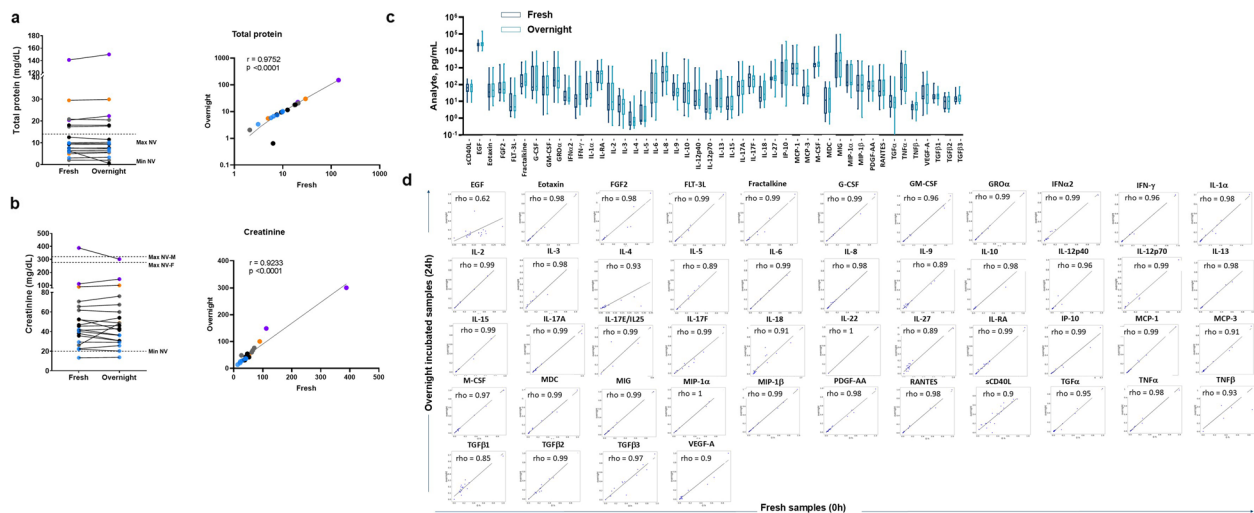 a
Total protein (mg/dL)
160
140
120
30
20
10
0
Max NV
Min NV
Fresh
Overnight
Total protein
r = 0.9752
p <0.0001
Overnight
1000
100
10
1
0.1
1
10
100
1000
Fresh
b
Creatinine (mg/dL)
400
300
200
100
80
60
40
20
0
Max NV-M
Max NV-F
Min NV
Fresh
Overnight
Creatinine
r = 0.9233
p <0.0001
Overnight
400
300
200
100
0
0
100
200
300
400
500
Fresh
c
Fresh
Overnight
Analyte, pg/mL
10⁶
10⁵
10⁴
10³
10²
10¹
10⁰
10⁻¹
sCD40L
EGF
Eotaxin
FGF2
FLT-3L
Fractalkine
G-CSF
GM-CSF
GROα
IFNα2
IFN-γ
IL-1α
IL-RA
IL-2
IL-3
IL-4
IL-5
IL-6
IL-8
IL-9
IL-10
IL-12p40
IL-12p70
IL-13
IL-15
IL-17A
IL-17F
IL-18
IL-27
IP-10
MCP-1
MCP-3
M-CSF
MDC
MIG
MIP-1α
MIP-1β
PDGF-AA
RANTES
TGFα
TNFα
TNFβ
VEGF-A
TGFβ1
TGFβ2
TGFβ3
d
Overnight incubated samples (24h)
EGF Eotaxin FGF2 FLT-3L Fractalkine G-CSF GM-CSF GROα IFNα2 IFN-γ IL-1α
rho = 0.62 rho = 0.98 rho = 0.98 rho = 0.99 rho = 0.99 rho = 0.99 rho = 0.96 rho = 0.99 rho = 0.99 rho = 0.96 rho = 0.98
IL-2 IL-3 IL-4 IL-5 IL-6 IL-8 IL-9 IL-10 IL-12p40 IL-12p70 IL-13
rho = 0.99 rho = 0.98 rho = 0.93 rho = 0.89 rho = 0.99 rho = 0.98 rho = 0.89 rho = 0.98 rho = 0.96 rho = 0.99 rho = 0.98
IL-15 IL-17A IL-17E/IL25 IL-17F IL-18 IL-22 IL-27 IL-RA IP-10 MCP-1 MCP-3
rho = 0.99 rho = 0.99 rho = 0.99 rho = 0.99 rho = 0.91 rho = 1 rho = 0.89 rho = 0.99 rho = 0.99 rho = 0.99 rho = 0.91
M-CSF MDC MIG MIP-1α MIP-1β PDGF-AA RANTES sCD40L TGFα TNFα TNFβ
rho = 0.97 rho = 0.99 rho = 0.99 rho = 1 rho = 0.99 rho = 0.98 rho = 0.98 rho = 0.9 rho = 0.95 rho = 0.98 rho = 0.93
TGFβ1 TGFβ2 TGFβ3 VEGF-A
rho = 0.85 rho = 0.99 rho = 0.97 rho = 0.9
Fresh samples (0h)